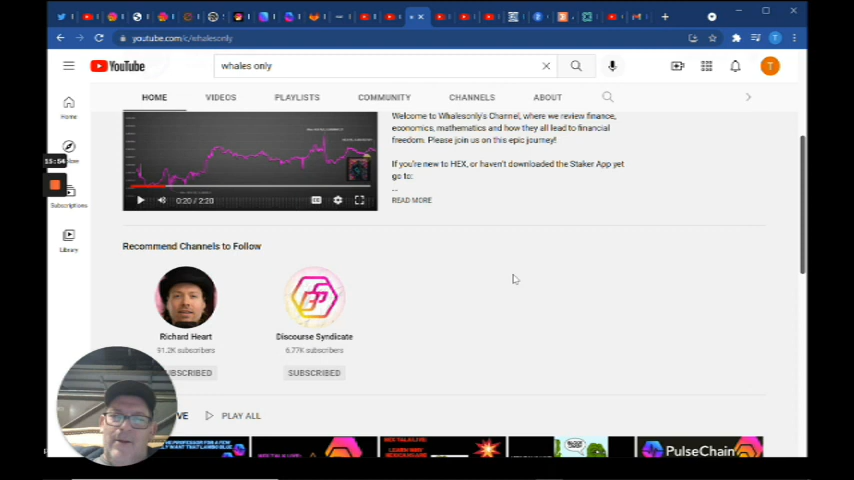 youtube.com/c/whalesonly
YouTube
whales only
T
HOME
VIDEOS
PLAYLISTS
COMMUNITY
CHANNELS
ABOUT
Home
15:54
Subscriptions
Library
0:20 / 2:20
Welcome to Whalesonly's Channel, where we review finance,
economics, mathematics and how they all lead to financial
freedom. Please join us on this epic journey!
If you're new to HEX, or haven't downloaded the Staker App yet
go to:
...
READ MORE
Recommend Channels to Follow
Richard Heart
91.2K subscribers
SUBSCRIBED
Discourse Syndicate
6.77K subscribers
SUBSCRIBED
PLAY ALL
PulseChain